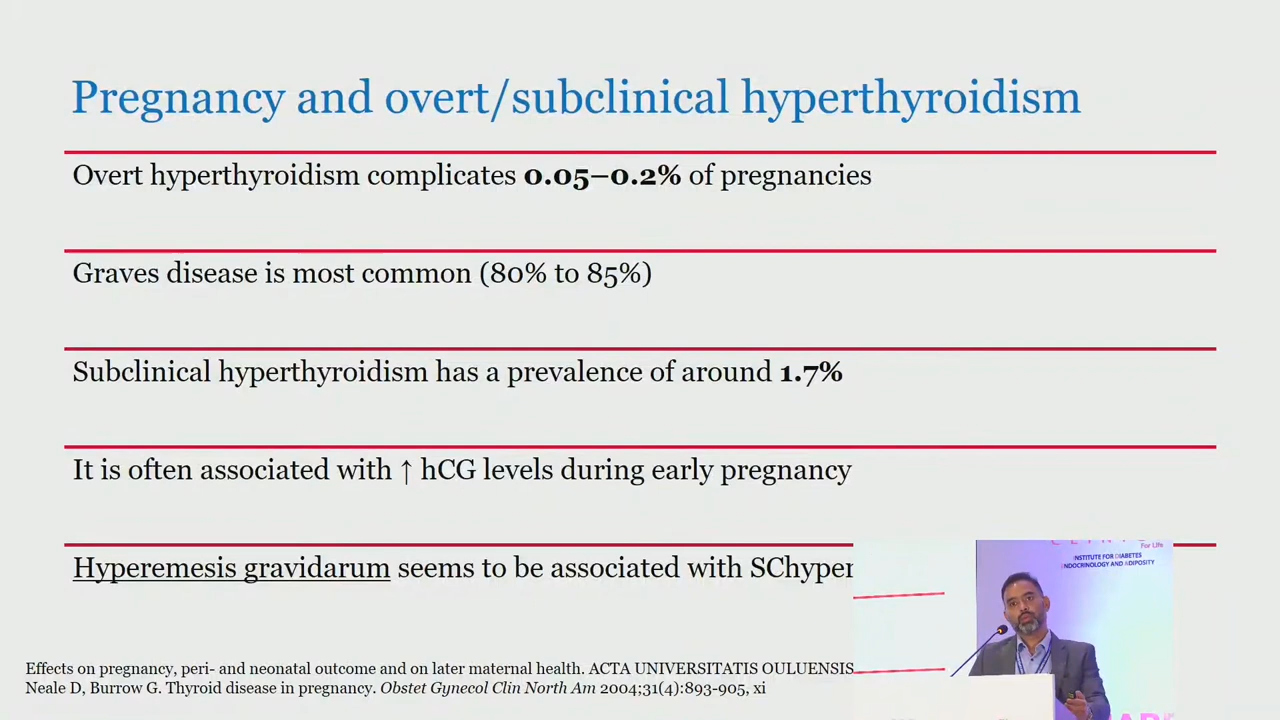 Pregnancy and overt/subclinical hyperthyroidism
Overt hyperthyroidism complicates 0.05–0.2% of pregnancies
Graves disease is most common (80% to 85%)
Subclinical hyperthyroidism has a prevalence of around 1.7%
It is often associated with ↑ hCG levels during early pregnancy
Hyperemesis gravidarum seems to be associated with SChyper
For Life
INSTITUTE FOR DIABETES
ENDOCRINOLOGY AND ADIPOSITY
Effects on pregnancy, peri- and neonatal outcome and on later maternal health. ACTA UNIVERSITATIS OULUENSIS
Neale D, Burrow G. Thyroid disease in pregnancy. Obstet Gynecol Clin North Am 2004;31(4):893-905, xi